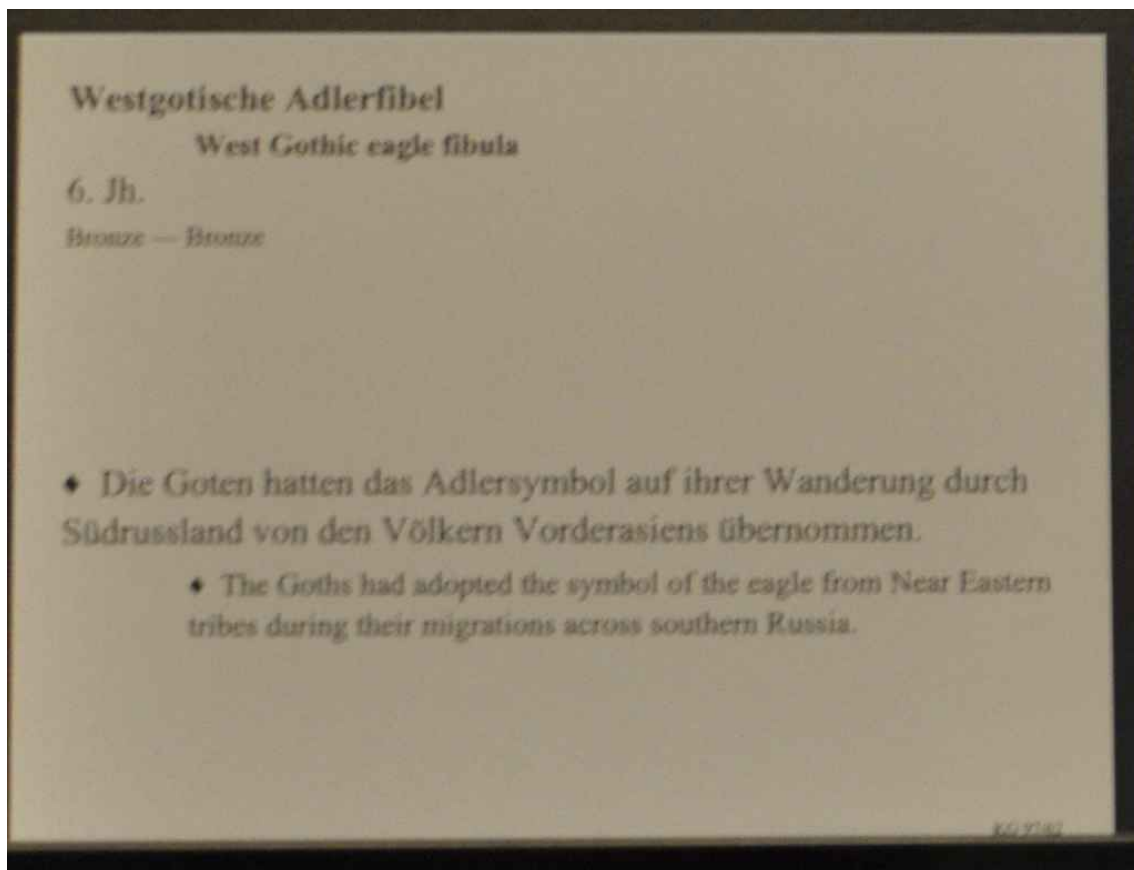 Westgotische Adlerfibel
West Gothic eagle fibula
6. Jh.
Bronze — Bronze
♦ Die Goten hatten das Adlersymbol auf ihrer Wanderung durch
Südrussland von den Völkern Vorderasiens übernommen.
♦ The Goths had adopted the symbol of the eagle from Near Eastern
tribes during their migrations across southern Russia.